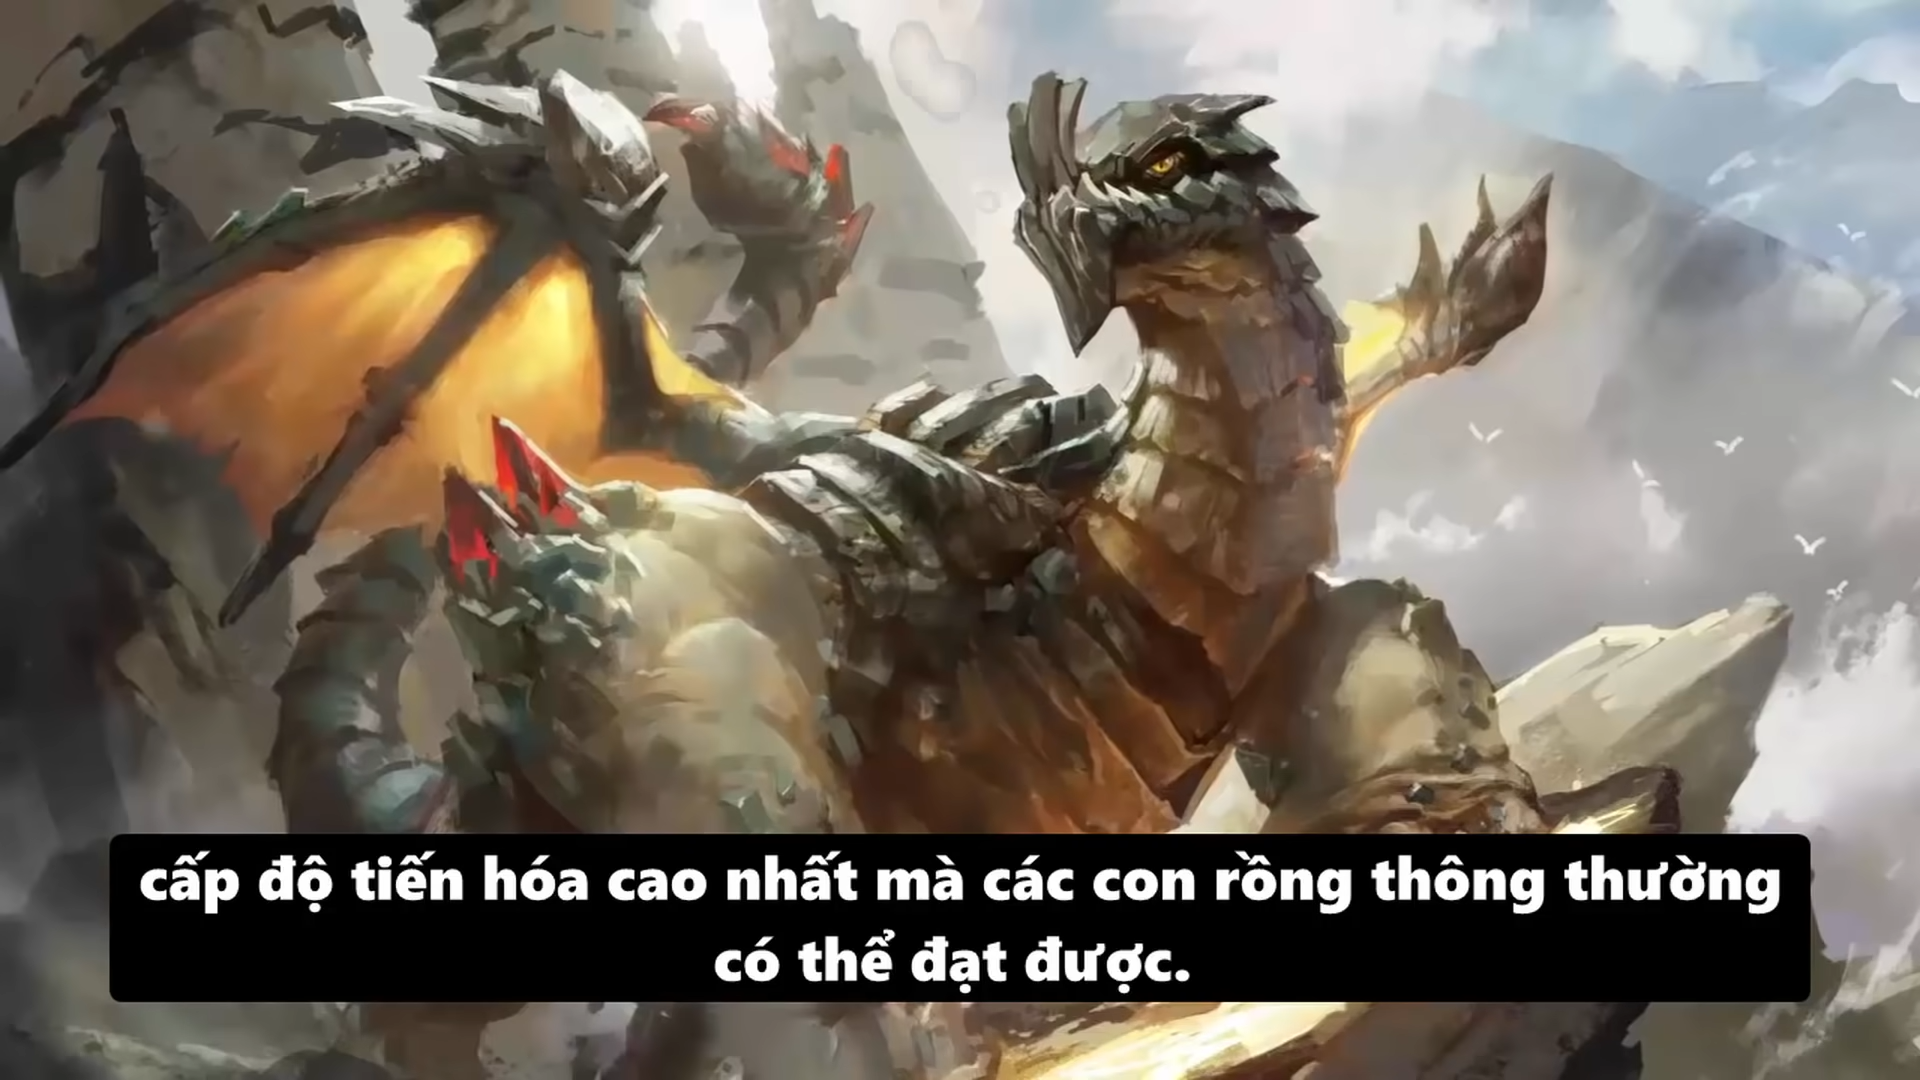 cấp độ tiến hóa cao nhất mà các con rồng thông thường
có thể đạt được.